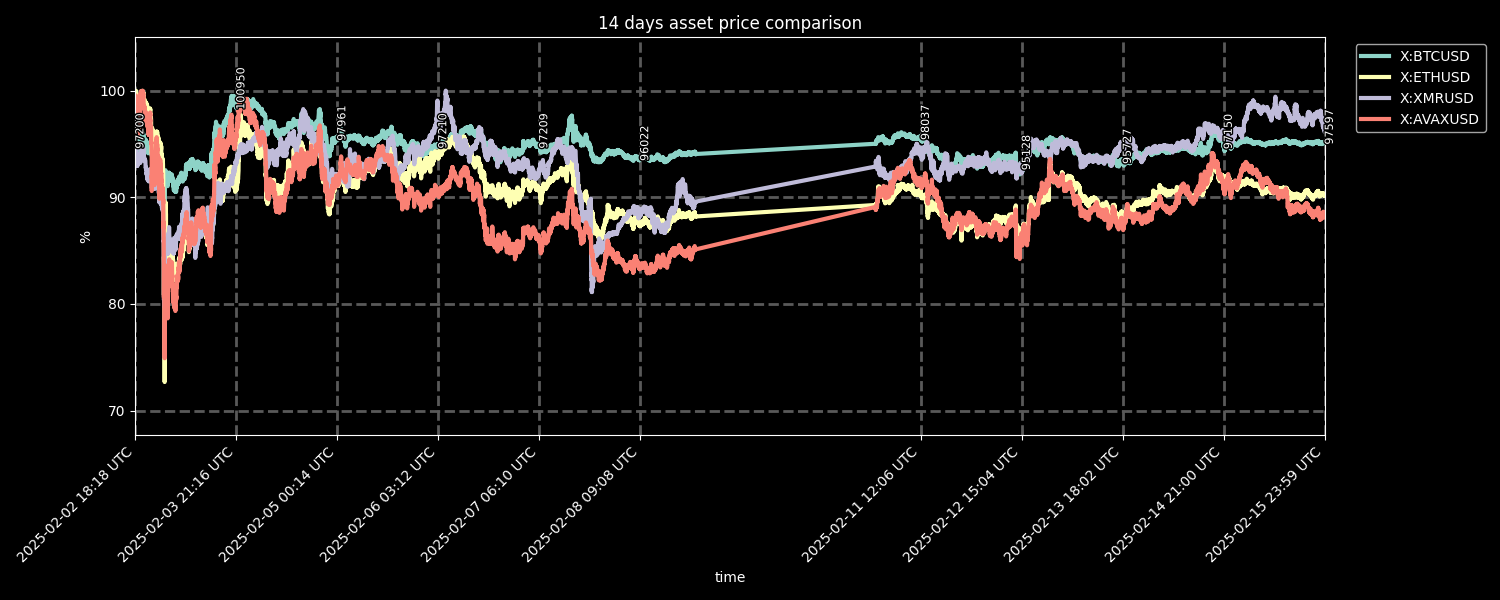 14 days asset price comparison
X:BTCUSD
X:ETHUSD
X:XMRUSD
X:AVAXUSD
100
90
80
70
%
97200
100950
97961
97210
97209
96022
98037
95128
95727
97150
97597
2025-02-02 18:18 UTC
2025-02-03 21:16 UTC
2025-02-05 00:14 UTC
2025-02-06 03:12 UTC
2025-02-07 06:10 UTC
2025-02-08 09:08 UTC
2025-02-11 12:06 UTC
2025-02-12 15:04 UTC
2025-02-13 18:02 UTC
2025-02-14 21:00 UTC
2025-02-15 23:59 UTC
time